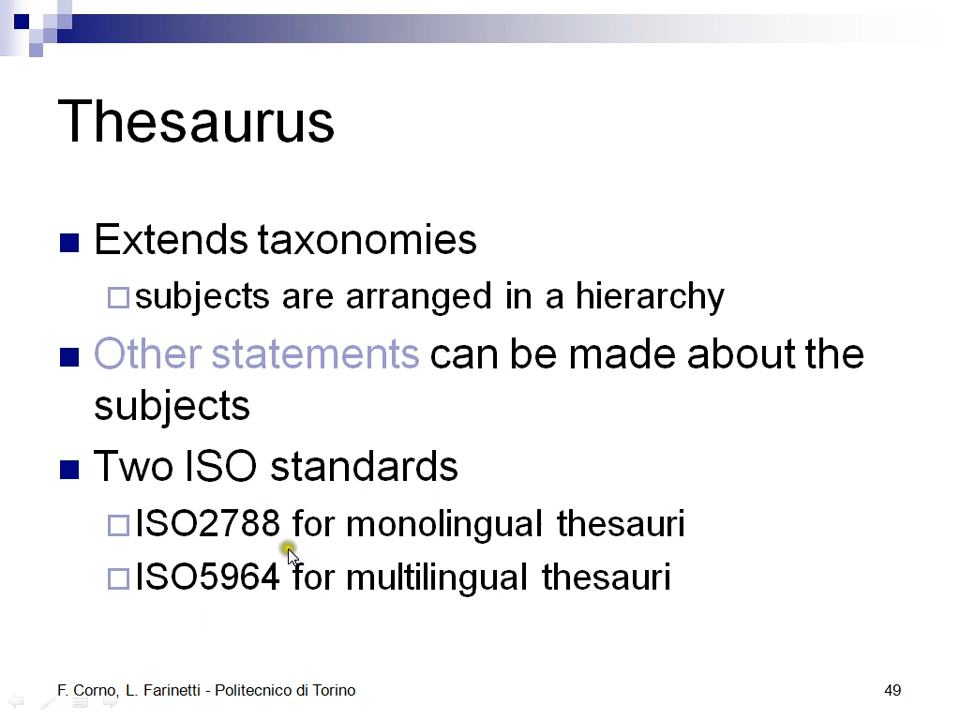 Thesaurus
Extends taxonomies
subjects are arranged in a hierarchy
Other statements can be made about the
subjects
Two ISO standards
ISO2788 for monolingual thesauri
ISO5964 for multilingual thesauri
F. Corno, L. Farinetti - Politecnico di Torino
49